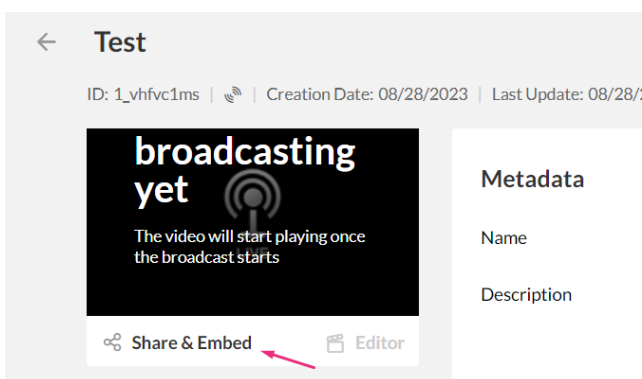 Test
ID: 1_vhfvc1ms | Creation Date: 08/28/2023 | Last Update: 08/28/
broadcasting
yet
The video will start playing once
the broadcast starts
LIVE
Share & Embed
Editor
Metadata
Name
Description